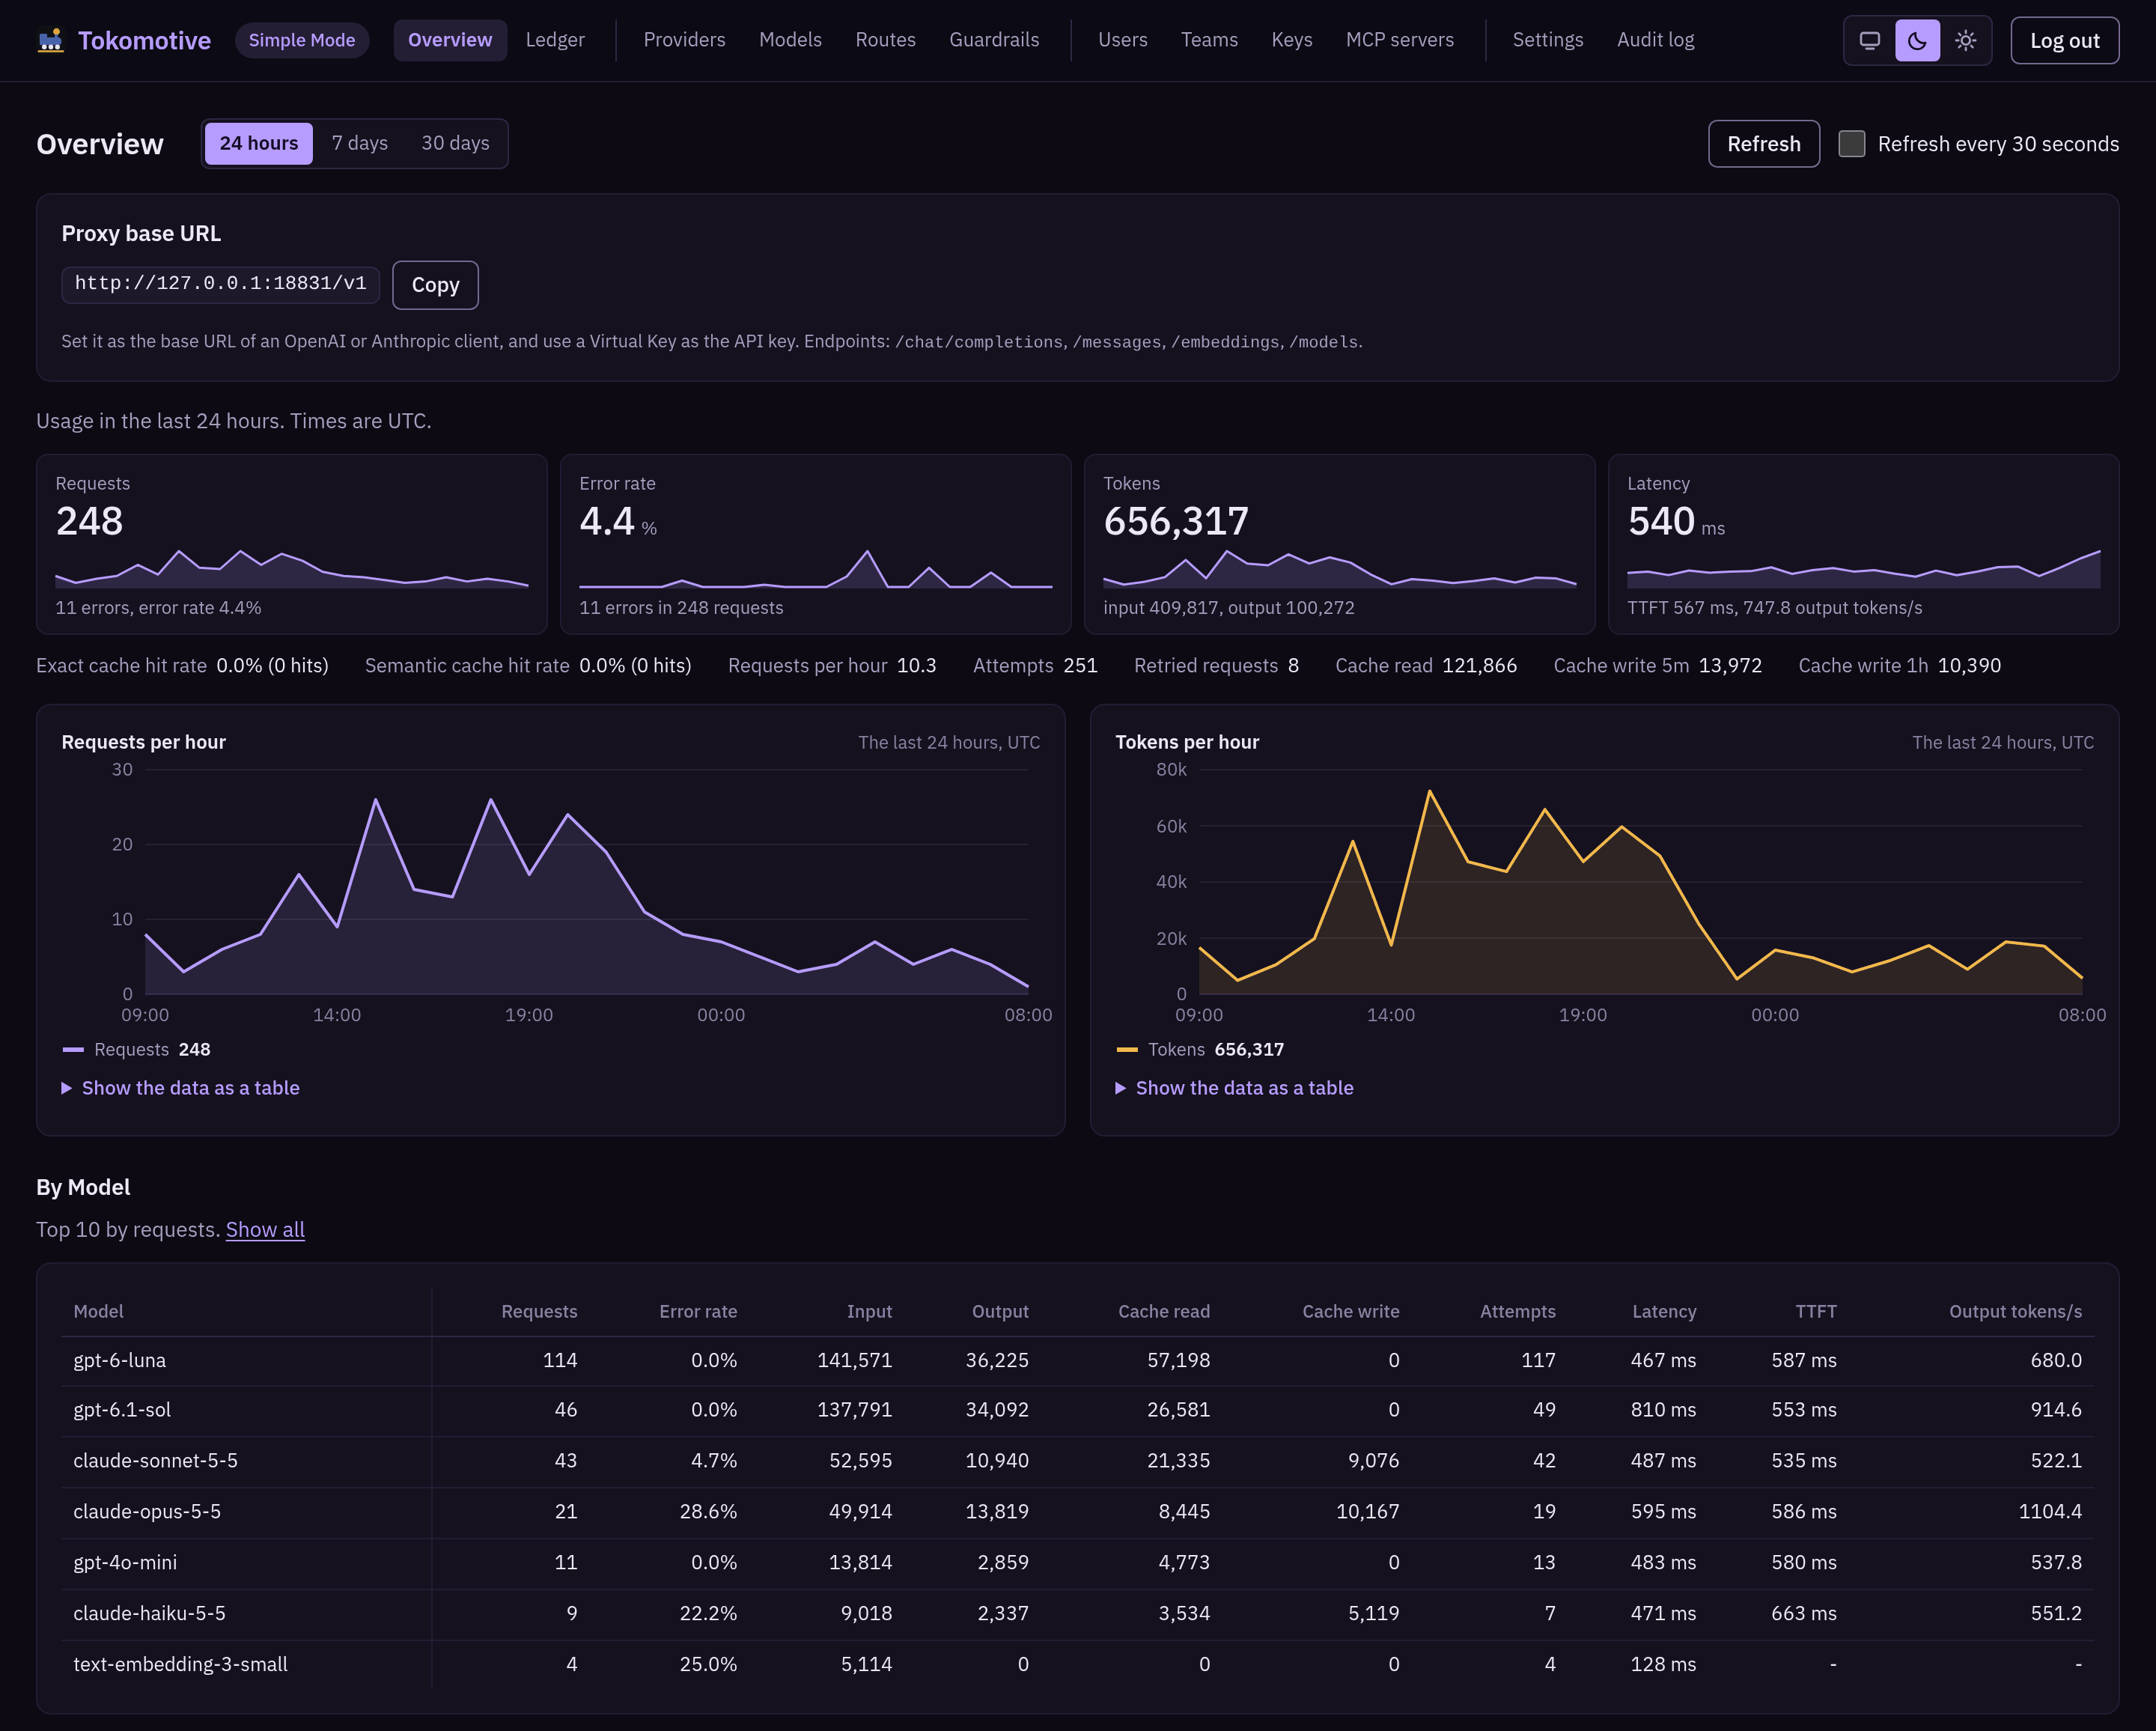 Tokomotive Simple Mode Overview Ledger Providers Models Routes Guardrails Users Teams Keys MCP servers Settings Audit log Log out
Overview 24 hours 7 days 30 days Refresh Refresh every 30 seconds
Proxy base URL
http://127.0.0.1:18831/v1 Copy
Set it as the base URL of an OpenAI or Anthropic client, and use a Virtual Key as the API key. Endpoints: /chat/completions, /messages, /embeddings, /models.
Usage in the last 24 hours. Times are UTC.
Requests
248
11 errors, error rate 4.4%
Error rate
4.4 %
11 errors in 248 requests
Tokens
656,317
input 409,817, output 100,272
Latency
540 ms
TTFT 567 ms, 747.8 output tokens/s
Exact cache hit rate 0.0% (0 hits) Semantic cache hit rate 0.0% (0 hits) Requests per hour 10.3 Attempts 251 Retried requests 8 Cache read 121,866 Cache write 5m 13,972 Cache write 1h 10,390
Requests per hour The last 24 hours, UTC
30
20
10
0
09:00 14:00 19:00 00:00 08:00
Requests 248
Show the data as a table
Tokens per hour The last 24 hours, UTC
80k
60k
40k
20k
0
09:00 14:00 19:00 00:00 08:00
Tokens 656,317
Show the data as a table
By Model
Top 10 by requests. Show all
Model Requests Error rate Input Output Cache read Cache write Attempts Latency TTFT Output tokens/s
gpt-6-luna 114 0.0% 141,571 36,225 57,198 0 117 467 ms 587 ms 680.0
gpt-6.1-sol 46 0.0% 137,791 34,092 26,581 0 49 810 ms 553 ms 914.6
claude-sonnet-5-5 43 4.7% 52,595 10,940 21,335 9,076 42 487 ms 535 ms 522.1
claude-opus-5-5 21 28.6% 49,914 13,819 8,445 10,167 19 595 ms 586 ms 1104.4
gpt-4o-mini 11 0.0% 13,814 2,859 4,773 0 13 483 ms 580 ms 537.8
claude-haiku-5-5 9 22.2% 9,018 2,337 3,534 5,119 7 471 ms 663 ms 551.2
text-embedding-3-small 4 25.0% 5,114 0 0 0 4 128 ms - -